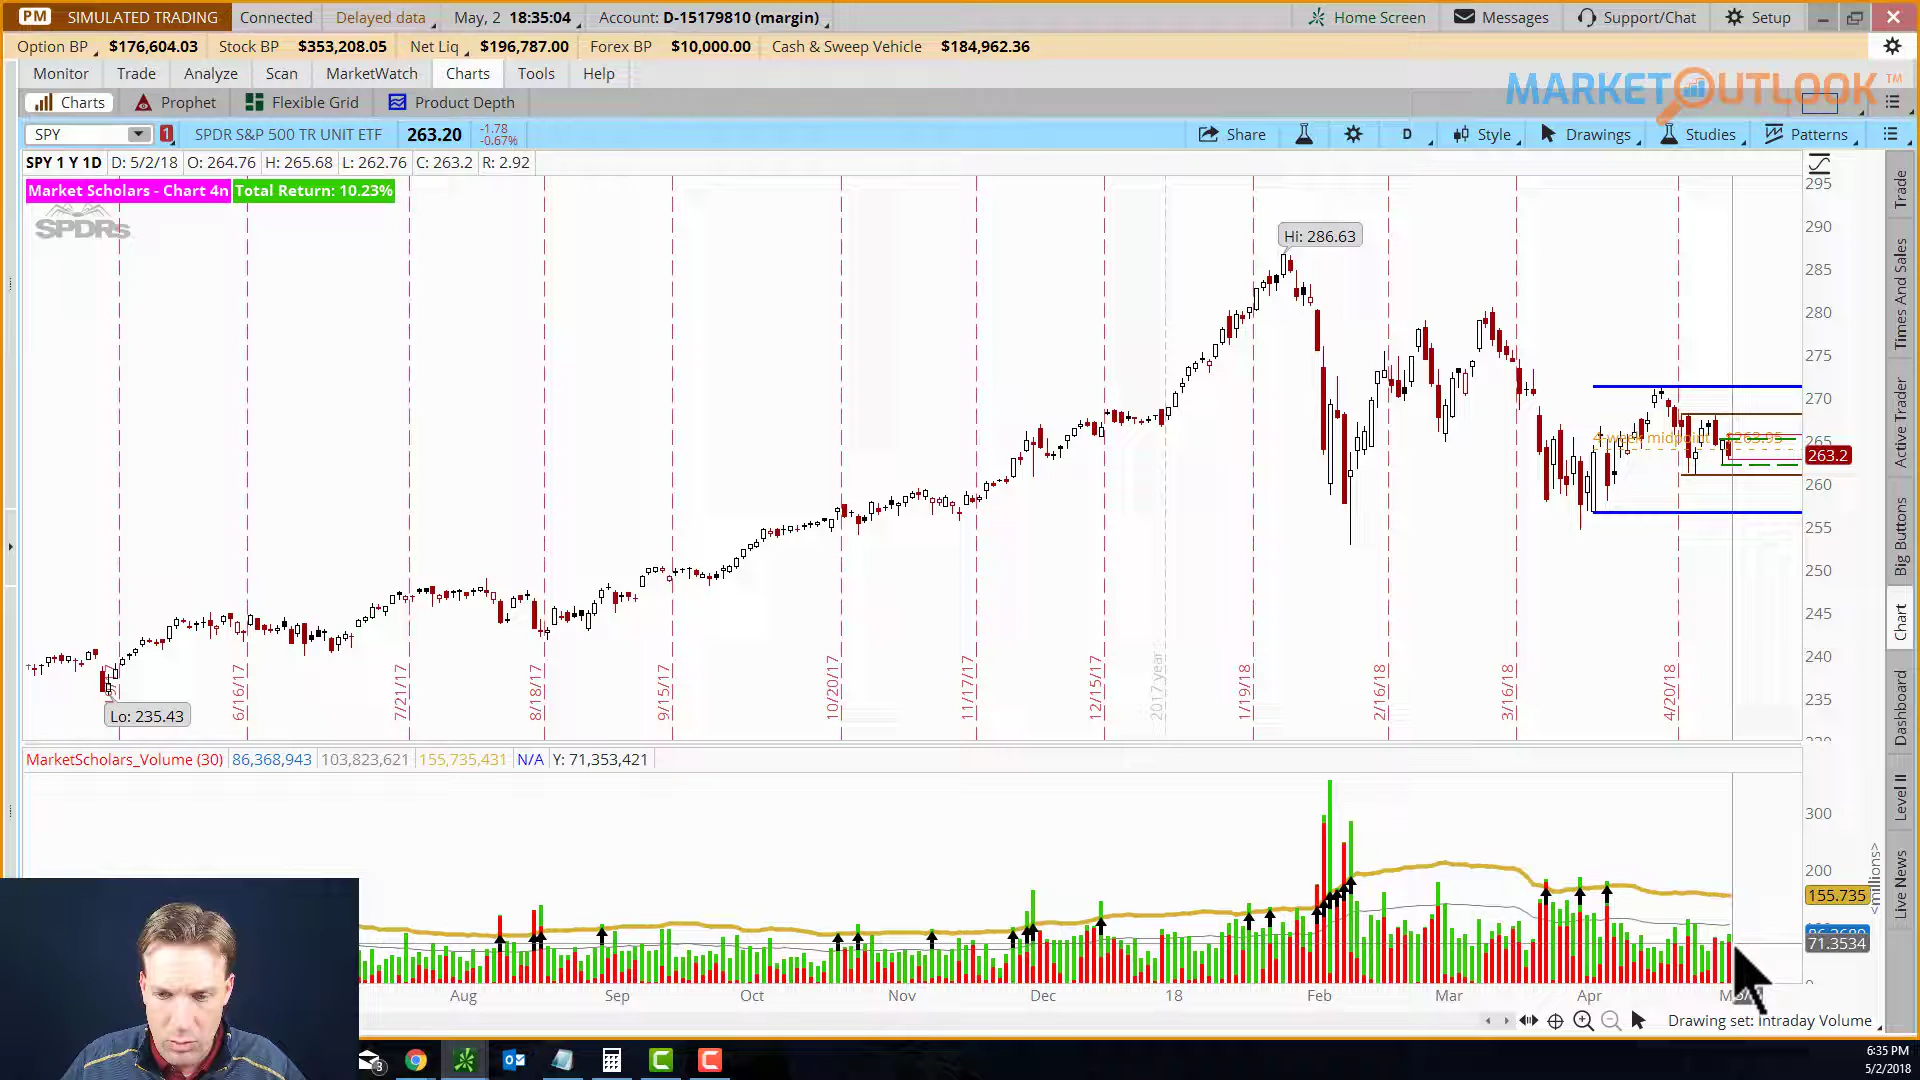 PM SIMULATED TRADING Connected Delayed data May, 2 18:35:04 Account: D-15179810 (margin) Home Screen Messages Support/Chat Setup
Option BP $176,604.03 Stock BP $353,208.05 Net Liq $196,787.00 Forex BP $10,000.00 Cash & Sweep Vehicle $184,962.36
Monitor Trade Analyze Scan MarketWatch Charts Tools Help
MARKETOUTLOOK TM
Charts Prophet Flexible Grid Product Depth
SPY 1 SPDR S&P 500 TR UNIT ETF 263.20 -1.78 -0.67% Share D Style Drawings Studies Patterns
SPY 1 Y 1D D: 5/2/18 O: 264.76 H: 265.68 L: 262.76 C: 263.2 R: 2.92
Market Scholars - Chart 4n Total Return: 10.23%
SPDRs
Hi: 286.63
Lo: 235.43
4-week midpoint
263.95
295
290
285
280
275
270
265
263.2
260
255
250
245
240
235
6/16/17
7/21/17
8/18/17
9/15/17
10/20/17
11/17/17
12/15/17
2017 year
1/19/18
2/16/18
3/16/18
4/20/18
MarketScholars_Volume (30) 86,368,943 103,823,621 155,735,431 N/A Y: 71,353,421
300
200
155.735
71.3534
<millions>
Aug Sep Oct Nov Dec 18 Feb Mar Apr
Drawing set: Intraday Volume
Trade
Times And Sales
Active Trader
Big Buttons
Chart
Dashboard
Level II
Live News
3
6:35 PM
5/2/2018